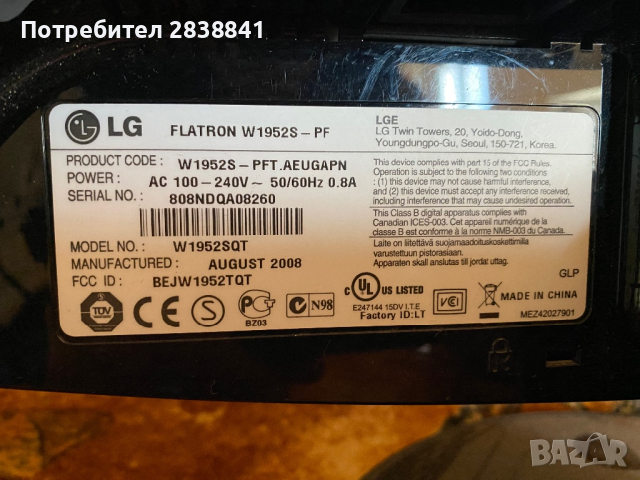 Потребител 2838841
LG FLATRON W1952S-PF
LGE
LG Twin Towers, 20, Yoido-Dong,
Youngdungpo-Gu, Seoul, 150-721, Korea.
PRODUCT CODE : W1952S-PFT.AEUGAPN
POWER : AC 100-240V~ 50/60Hz 0.8A
SERIAL NO. : 808NDQA08260
This device complies with part 15 of the FCC Rules.
Operation is subject to the following two conditions
: (1) this device may not cause harmful interference,
and (2) this device must accept any interference received,
including interference that may cause undesired operation.
This Class B digital apparatus complies with
Canadian ICES-003. Cet appareil numérique de la
classe B est conforme à la norme NMB-003 du Canada.
Laite on liitettävä suojamaadoituskoskettimilla
varustettuun pistorasiaan.
Apparaten skall anslutas till jordat uttag.
MODEL NO. : W1952SQT
MANUFACTURED : AUGUST 2008
FCC ID : BEJW1952TQT
GLP
TÜV
CE
S
PG
BZ03
N
N98
C UL US LISTED
E247144 15DV I.T.E
Factory ID:LT
VCCI
MADE IN CHINA
MEZ42027901
BAZAR